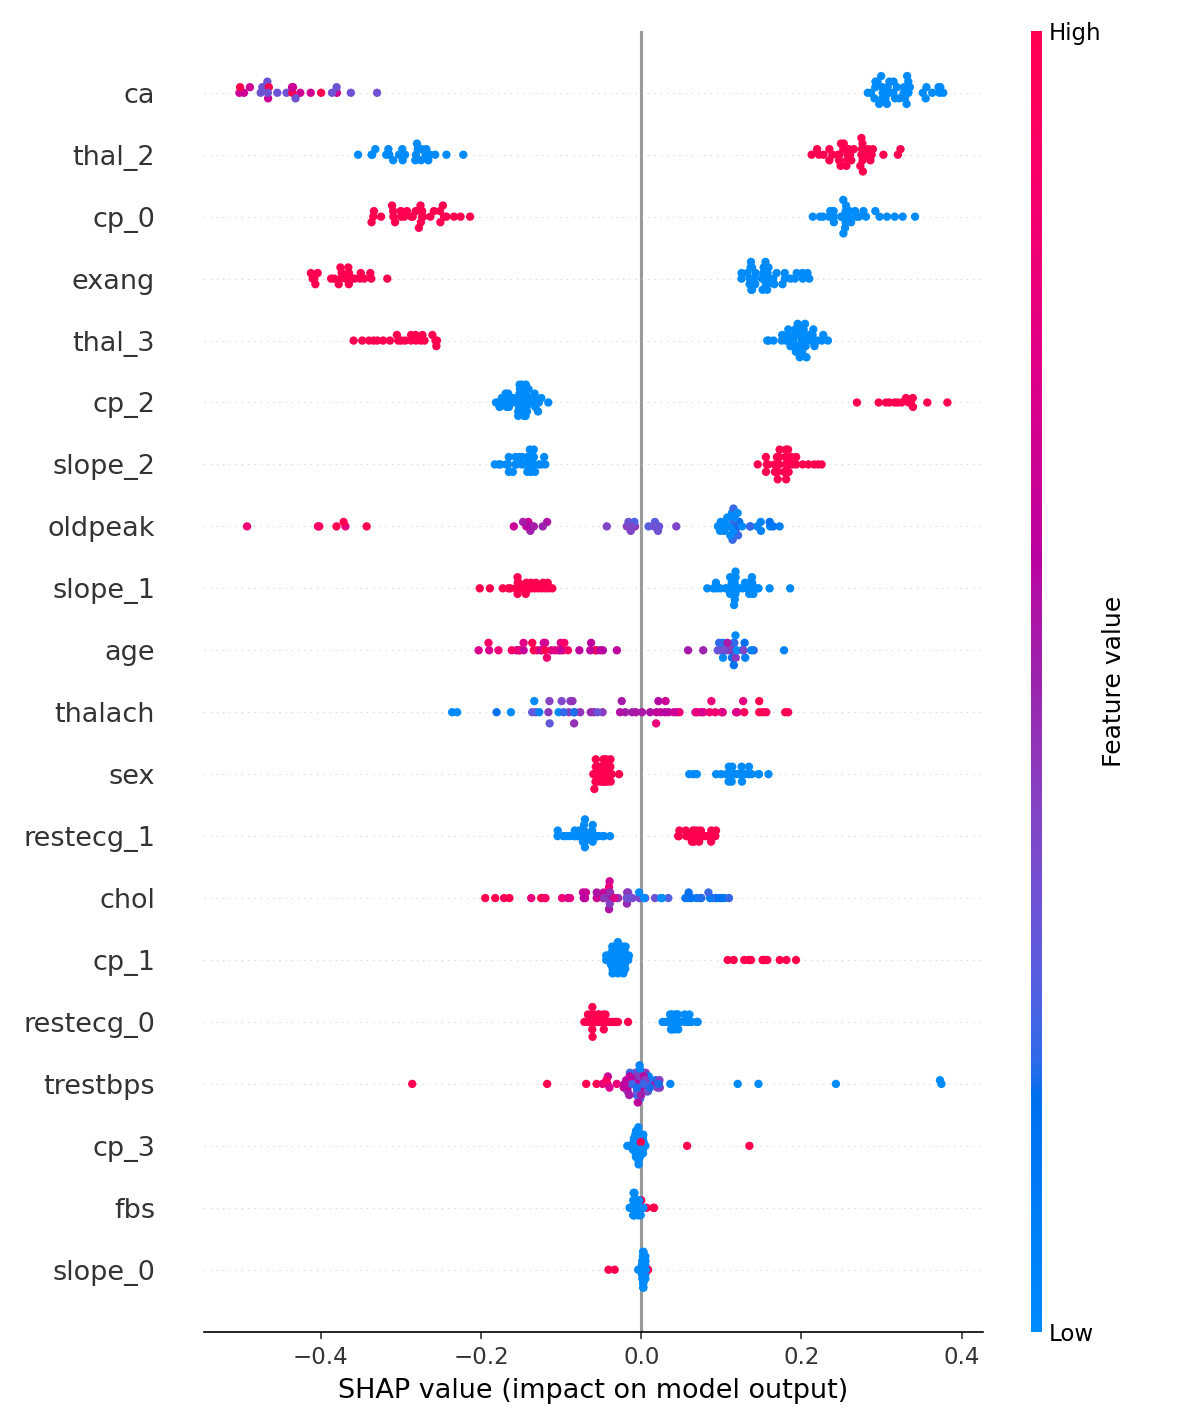 High
ca
thal_2
cp_0
exang
thal_3
cp_2
slope_2
oldpeak
slope_1
age
thalach
sex
restecg_1
chol
cp_1
restecg_0
trestbps
cp_3
fbs
slope_0
Feature value
Low
−0.4 −0.2 0.0 0.2 0.4
SHAP value (impact on model output)